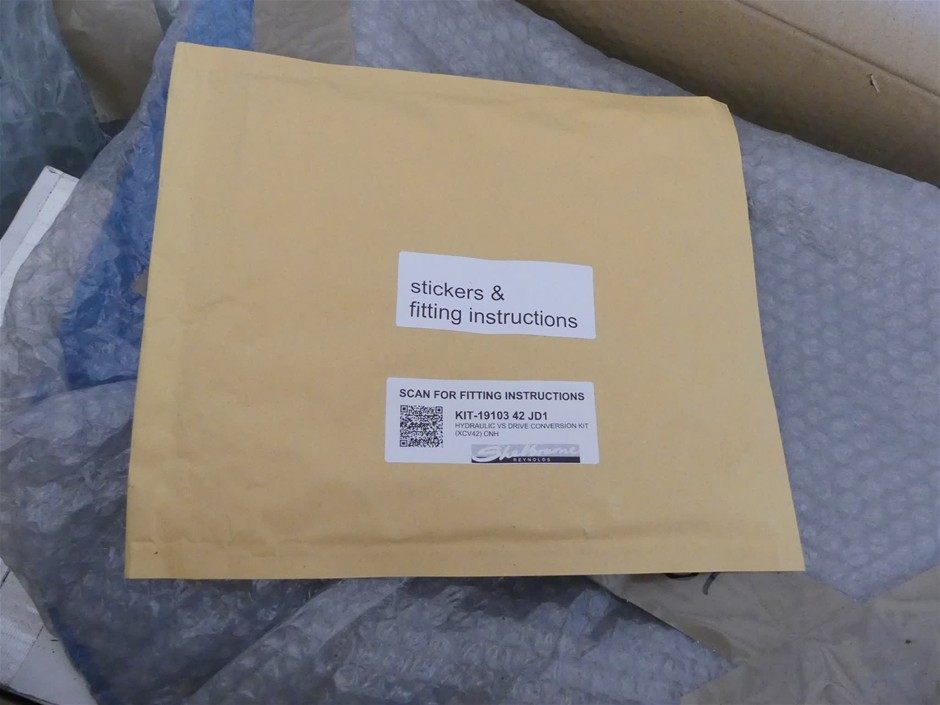 stickers &
fitting instructions
SCAN FOR FITTING INSTRUCTIONS
KIT-19103 42 JD1
HYDRAULIC VS DRIVE CONVERSION KIT
(XCV42) CNH
Shelbourne
REYNOLDS